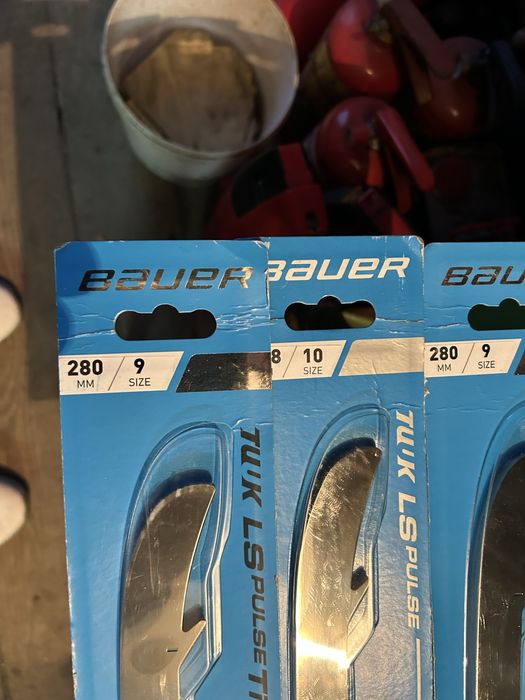 BAUER
280 MM / 9 SIZE
TUUK LS PULSE TI
BAUER
8 / 10 SIZE
TUUK LS PULSE
BAU
280 MM / 9 SIZE